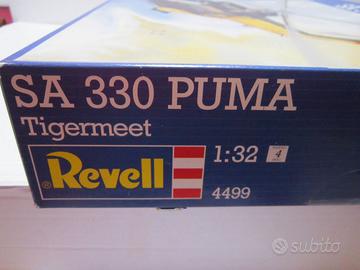 SA 330 PUMA
Tigermeet
Revell
®
1:32
4
4499
subito